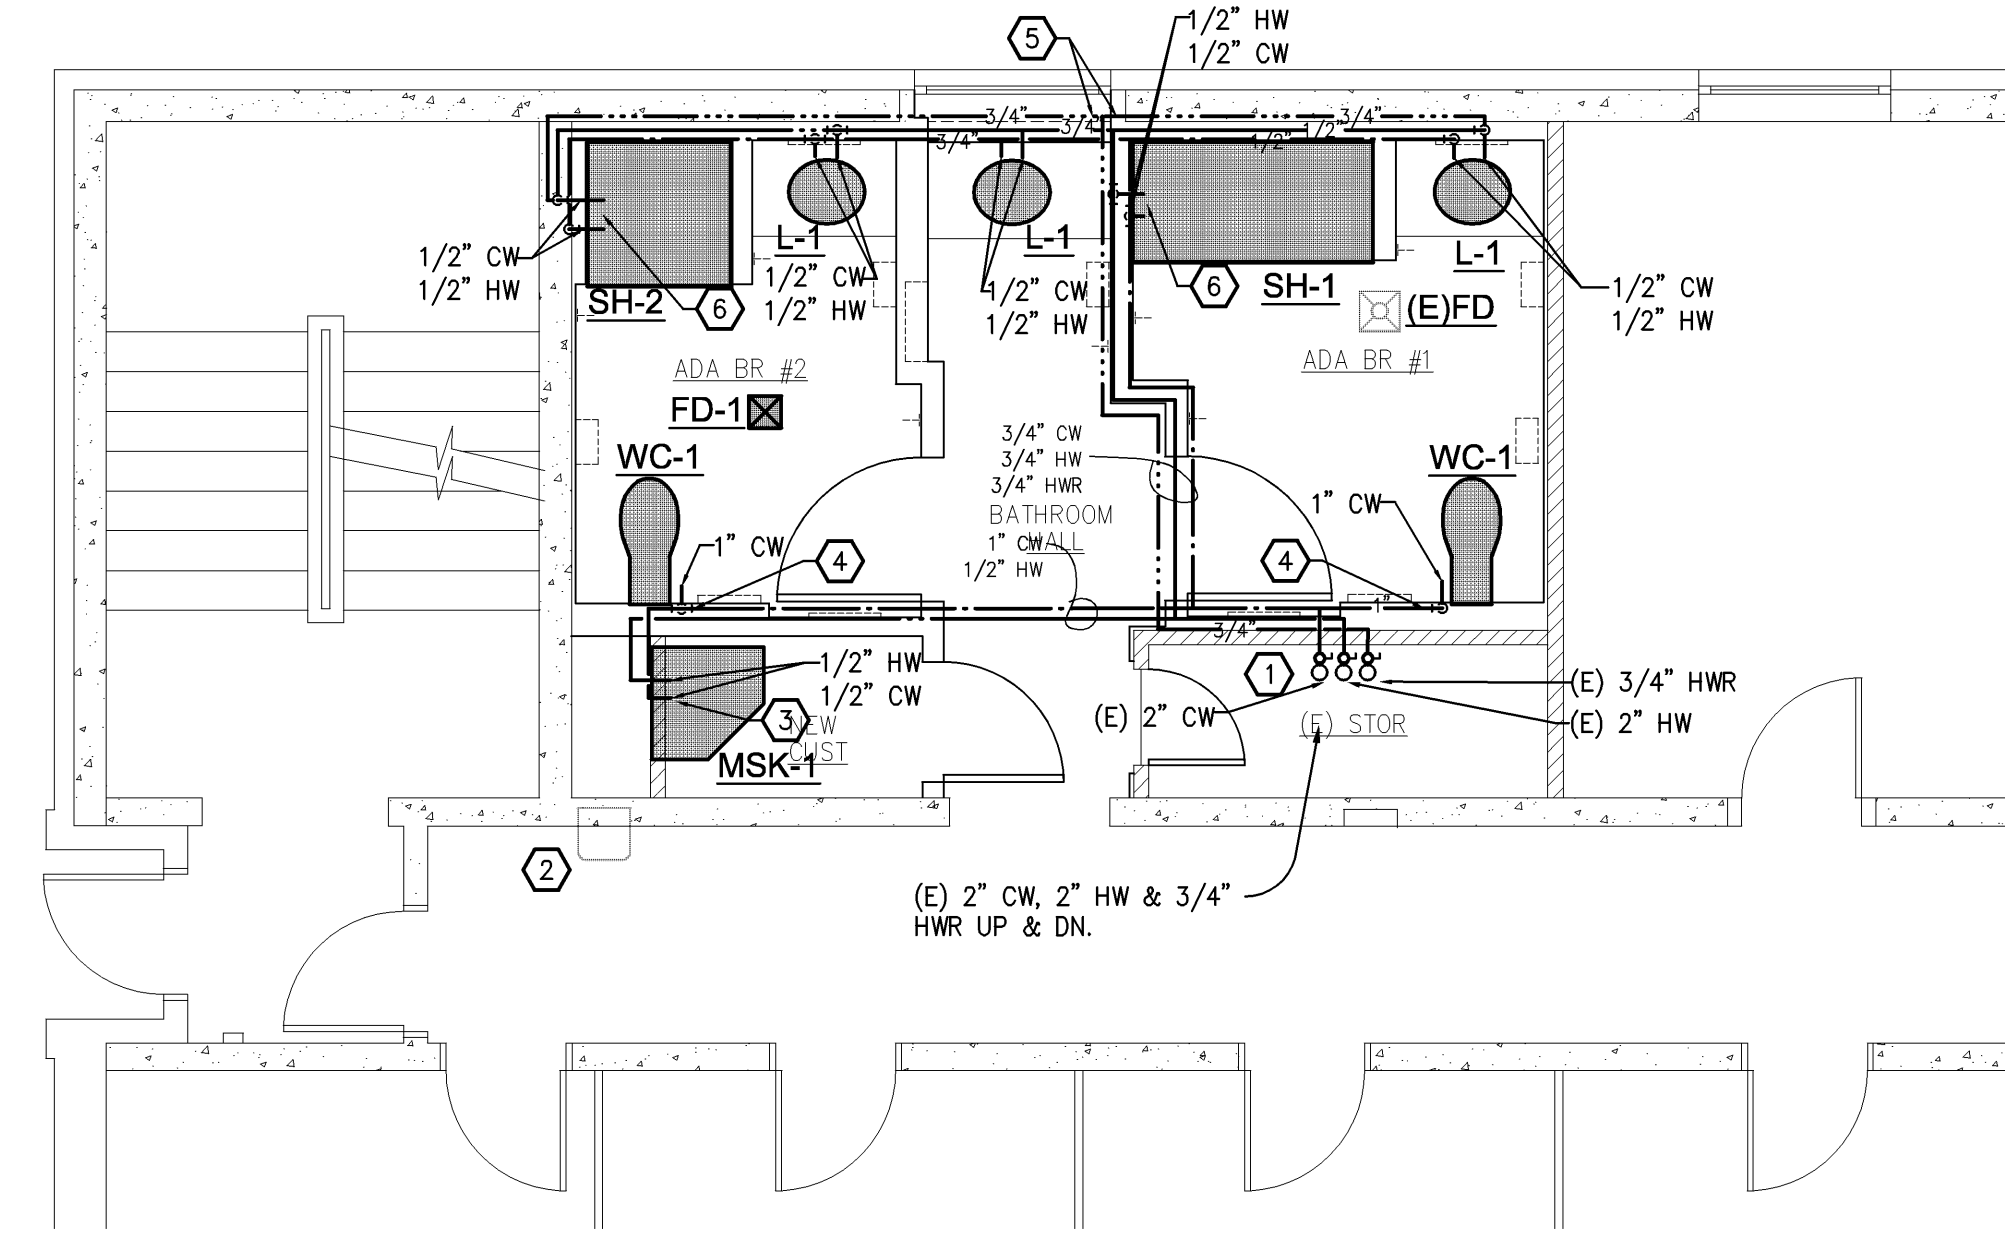 1/2" HW
1/2" CW
5
3/4"
3/4"
3/4"
3/4"
1/2"
1/2"
L-1
L-1
L-1
1/2" CW
1/2" HW
SH-2
6
1/2" CW
1/2" HW
1/2" CW
1/2" HW
6
SH-1
(E)FD
1/2" CW
1/2" HW
ADA BR #2
ADA BR #1
FD-1
WC-1
WC-1
3/4" CW
3/4" HW
3/4" HWR
BATHROOM
HALL
1" CW
1/2" HW
1" CW
4
4
1" CW
1"
3/4"
1/2" HW
1/2" CW
3
NEW
CUST
MSK-1
1
(E) 2" CW
(E) STOR
(E) 3/4" HWR
(E) 2" HW
2
(E) 2" CW, 2" HW & 3/4"
HWR UP & DN.